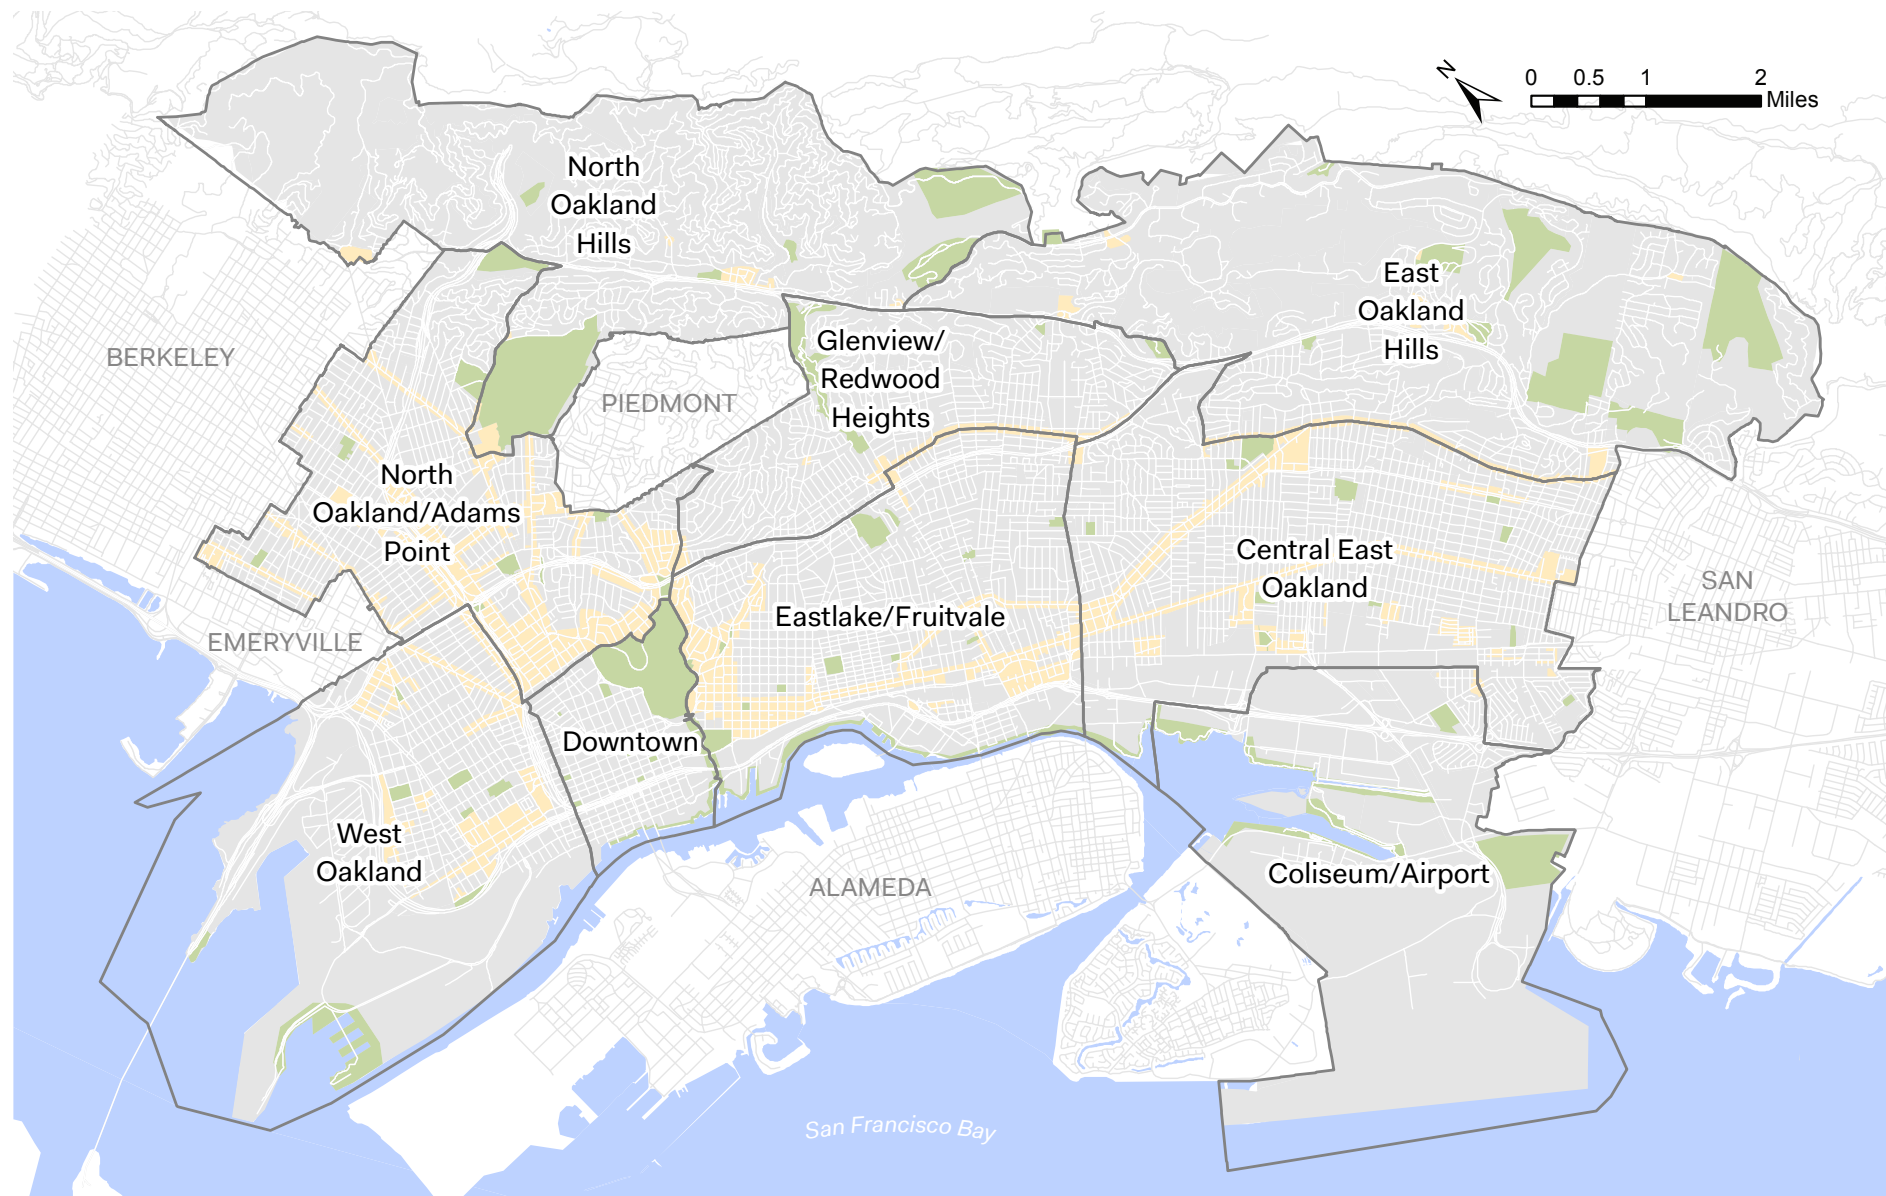 N
0 0.5 1 2
Miles
North
Oakland
Hills
East
Oakland
Hills
BERKELEY
Glenview/
Redwood
Heights
PIEDMONT
North
Oakland/Adams
Point
Central East
Oakland
SAN
LEANDRO
Eastlake/Fruitvale
EMERYVILLE
Downtown
West
Oakland
ALAMEDA
Coliseum/Airport
San Francisco Bay